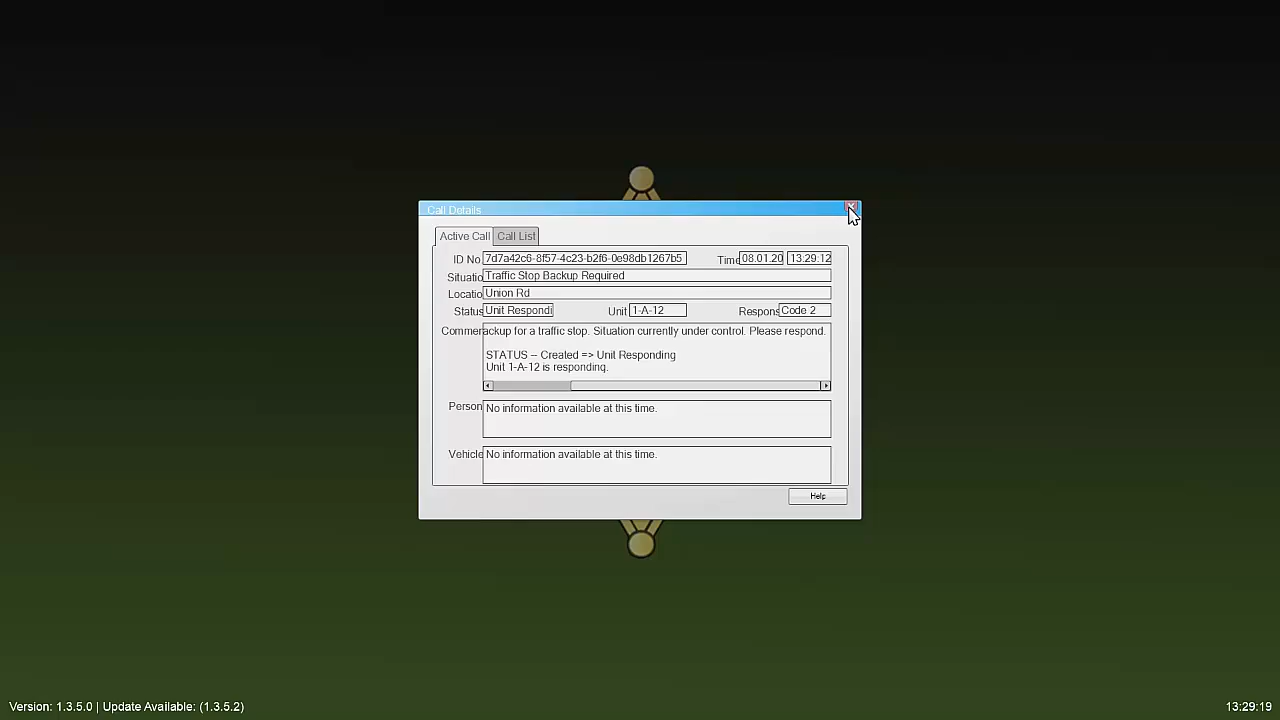 Call Details
Active Call Call List
ID No 7d7a42c6-8f57-4c23-b2f6-0e98db1267b5 Time 08.01.20 13:29:12
Situatio Traffic Stop Backup Required
Locatio Union Rd
Status Unit Respondi Unit 1-A-12 Respons Code 2
Commer ackup for a traffic stop. Situation currently under control. Please respond.
STATUS -- Created => Unit Responding
Unit 1-A-12 is responding.
Person No information available at this time.
Vehicle No information available at this time.
Help
Version: 1.3.5.0 | Update Available: (1.3.5.2) 13:29:19